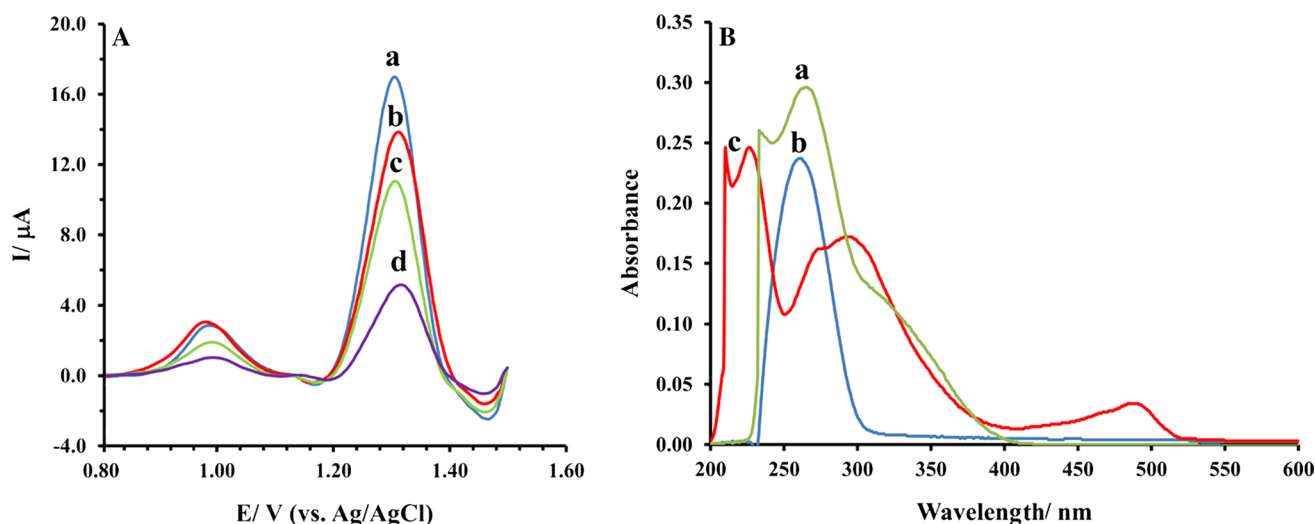 A
a
b
c
d
20.0
16.0
12.0
8.0
4.0
0.0
-4.0
0.80
1.00
1.20
1.40
1.60
I/ μA
E/ V (vs. Ag/AgCl)
B
a
b
c
0.35
0.30
0.25
0.20
0.15
0.10
0.05
0.00
200
250
300
350
400
450
500
550
600
Absorbance
Wavelength/ nm